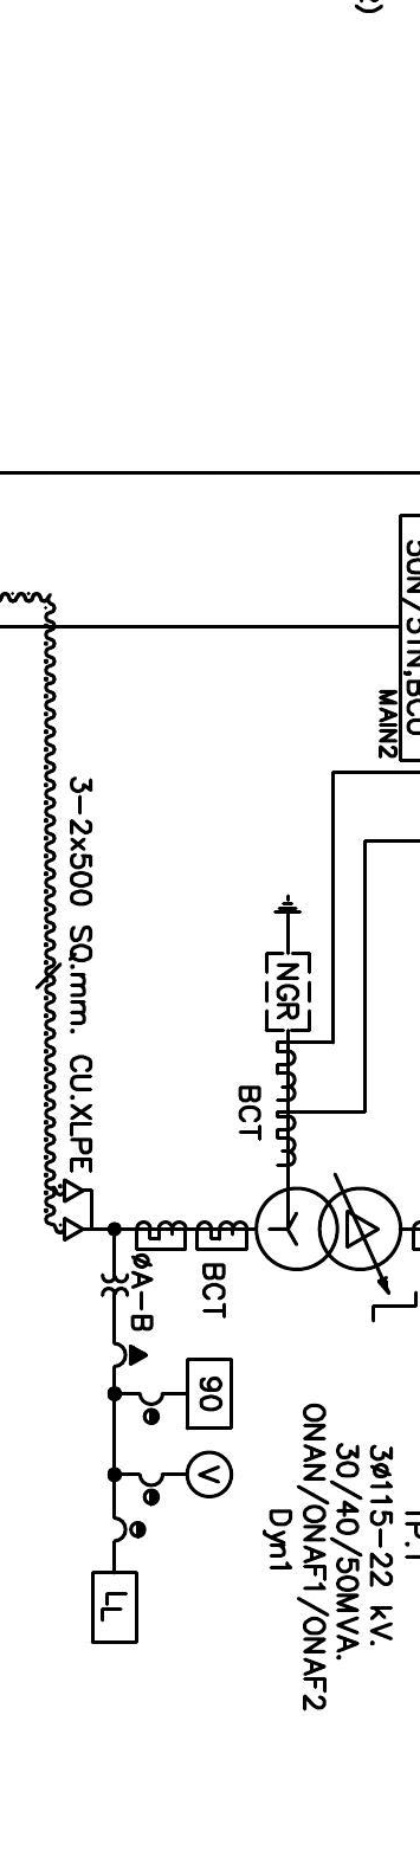 50N/51N,BCU
MAIN2
3-2x500 SQ.mm. CU.XLPE
NGR
BCT
BCT
øA-B
90
V
TP.1
3ø115-22 kV.
30/40/50MVA.
ONAN/ONAF1/ONAF2
Dyn1